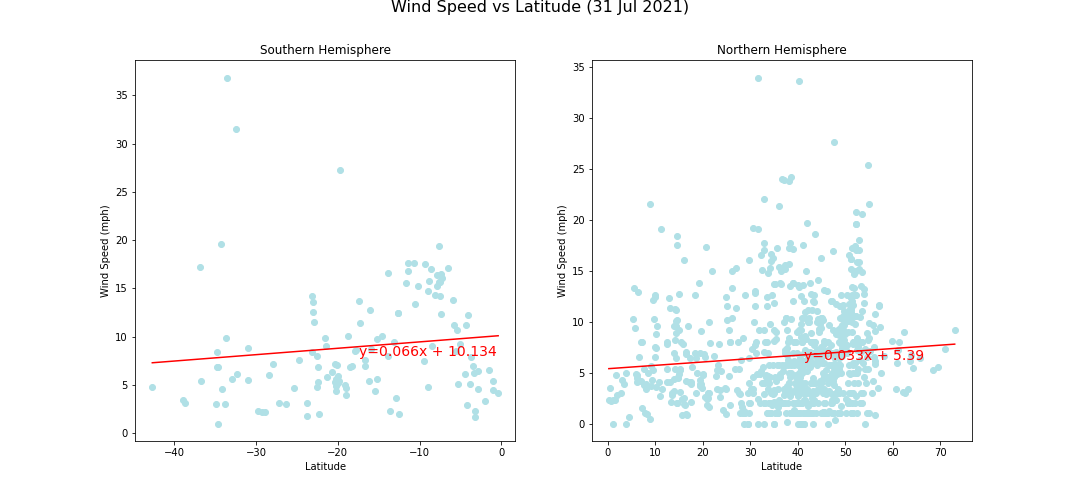 Wind Speed vs Latitude (31 Jul 2021)
Southern Hemisphere
35
30
25
20
15
10
5
0
Wind Speed (mph)
y=0.066x + 10.134
−40 −30 −20 −10 0
Latitude
Northern Hemisphere
35
30
25
20
15
10
5
0
Wind Speed (mph)
y=0.033x + 5.39
0 10 20 30 40 50 60 70
Latitude